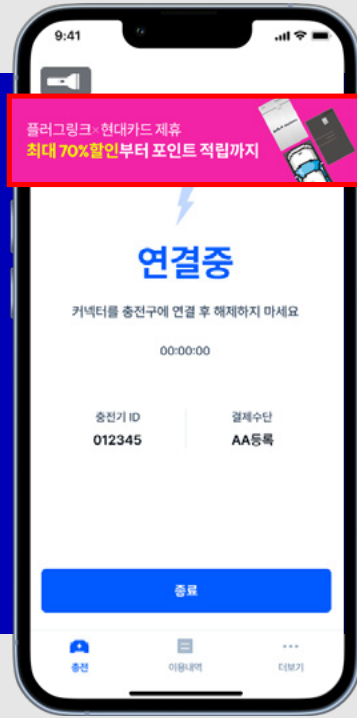 9:41
플러그링크×현대카드 제휴
최대 70%할인부터 포인트 적립까지
연결중
커넥터를 충전구에 연결 후 해제하지 마세요
00:00:00
충전기 ID
결제수단
012345
AA등록
종료
충전
이용내역
더보기